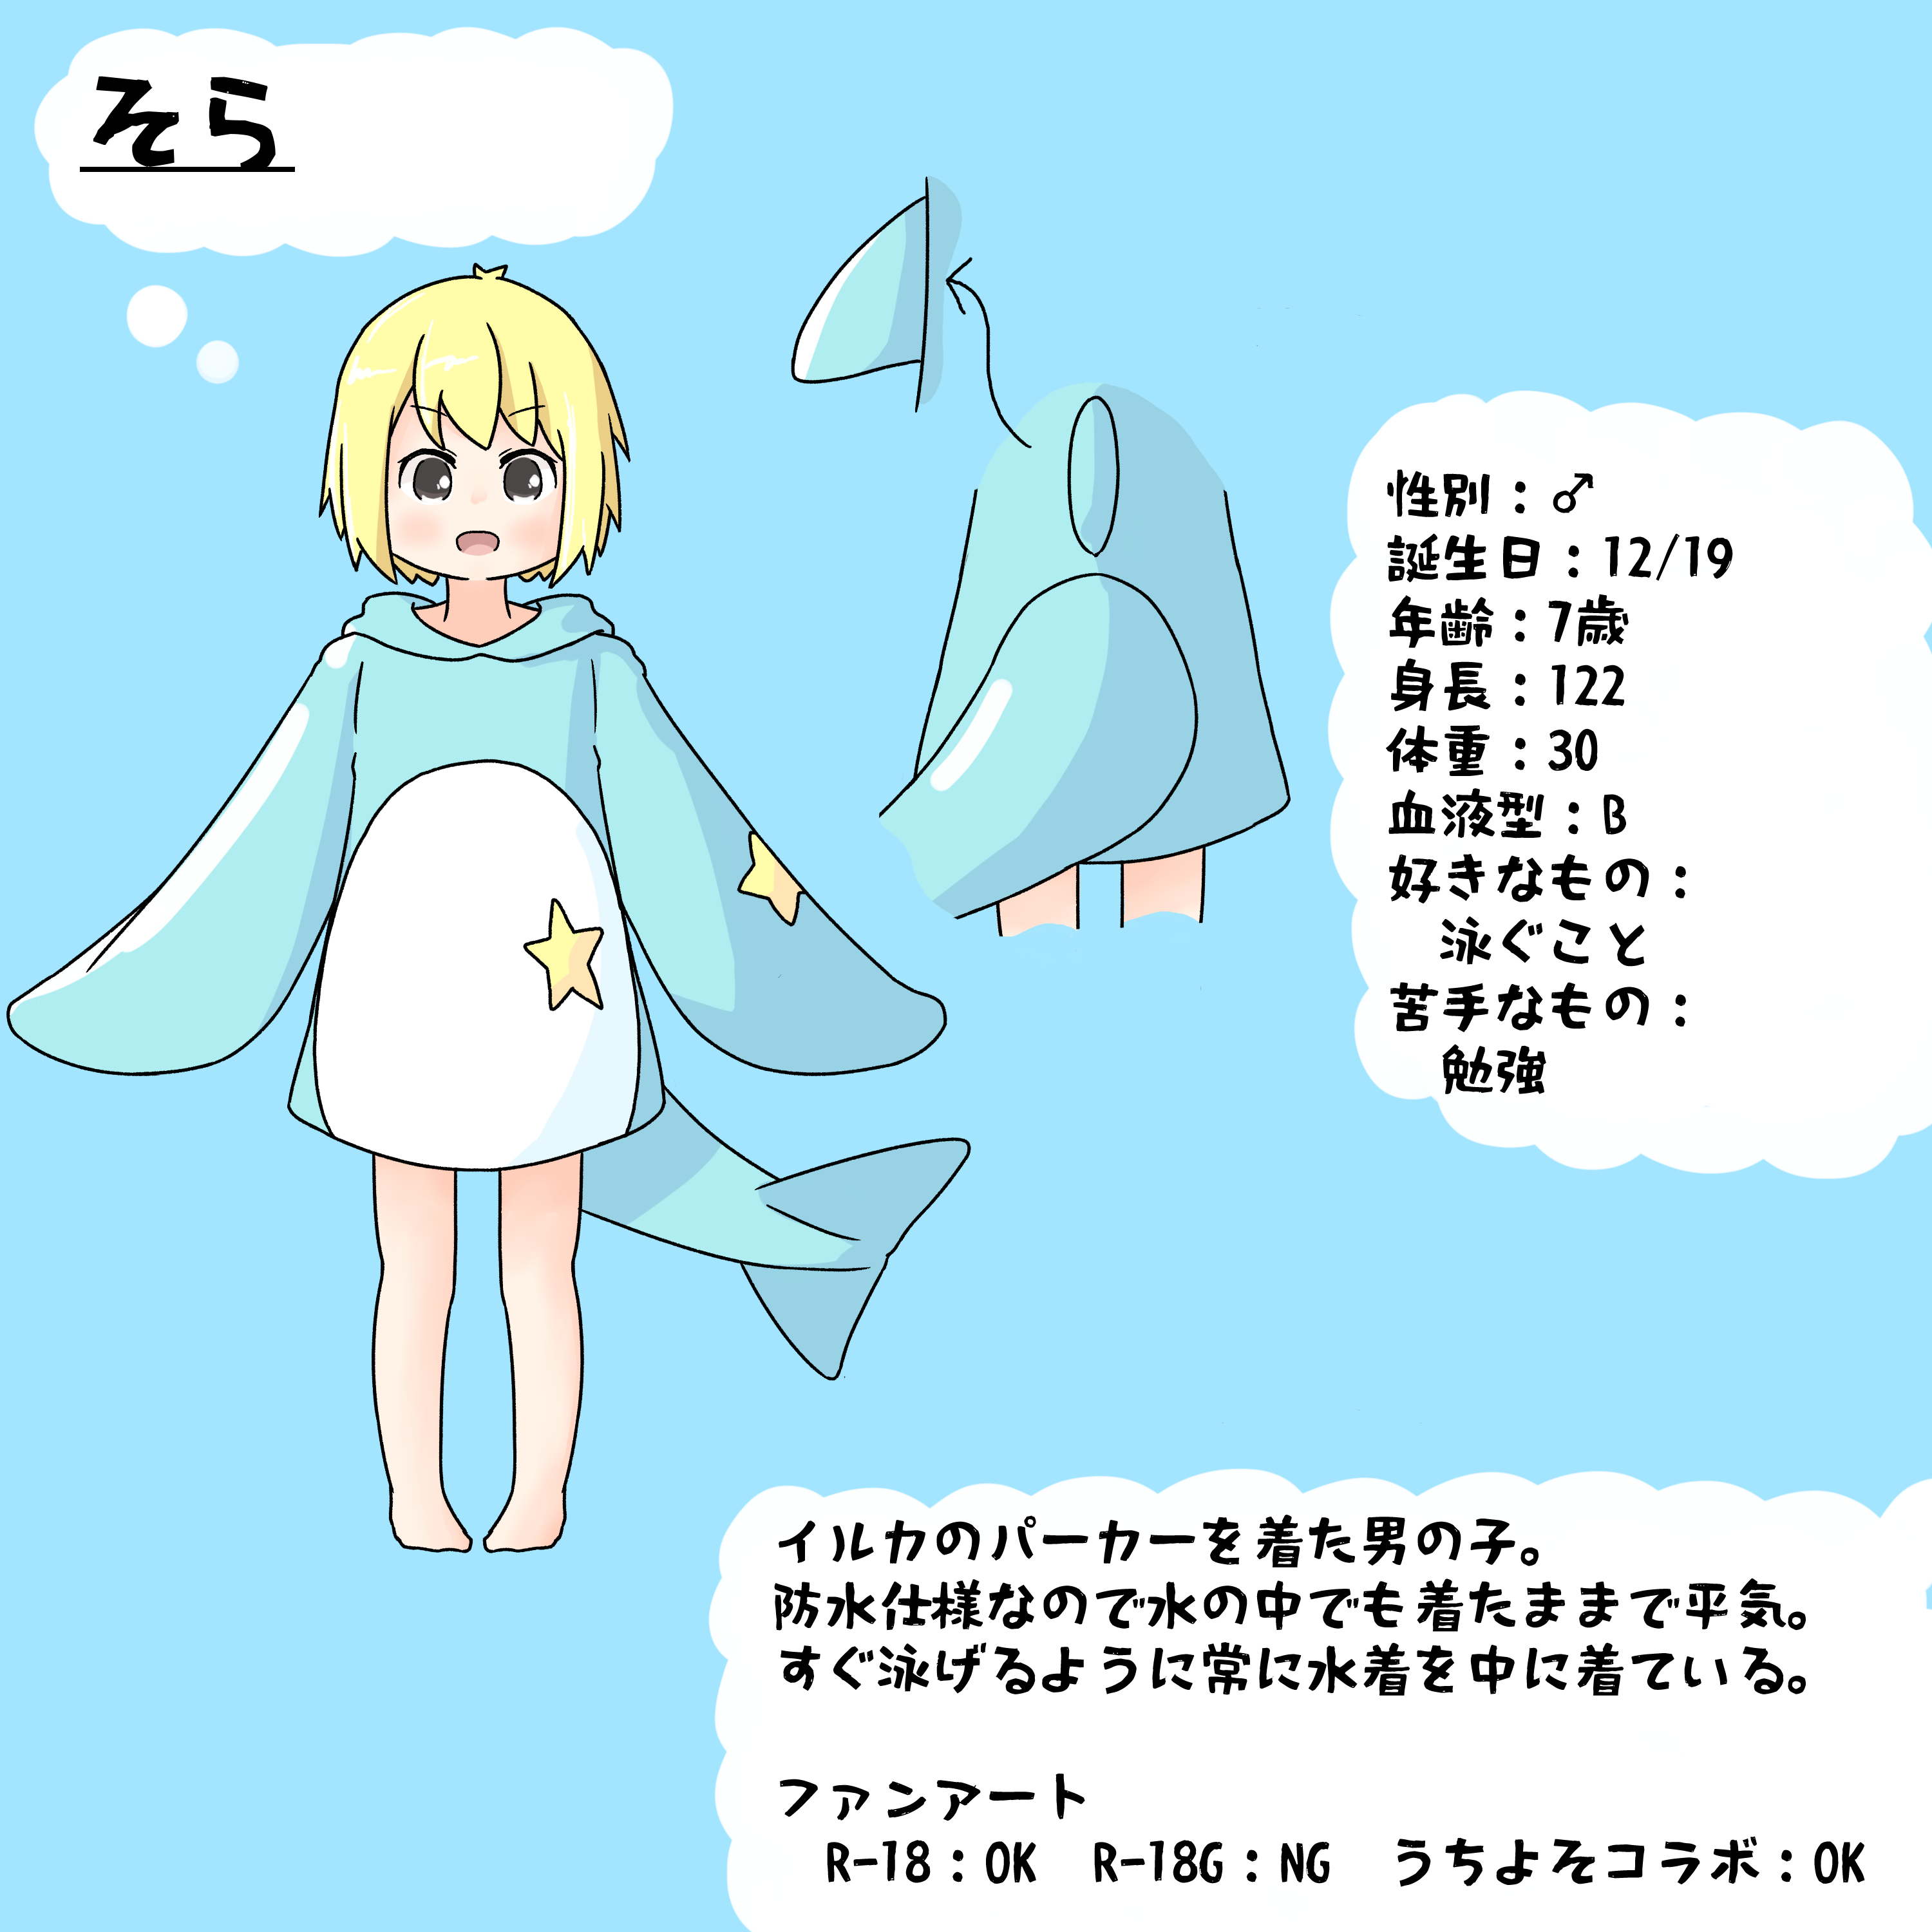 そら
性別：♂
誕生日：12/19
年齢：7歳
身長：122
体重：30
血液型：B
好きなもの：
泳ぐこと
苦手なもの：
勉強
イルカのパーカーを着た男の子。
防水仕様なので水の中でも着たままで平気。
すぐ泳げるように常に水着を中に着ている。
ファンアート
R-18：OK R-18G：NG うちよそコラボ：OK